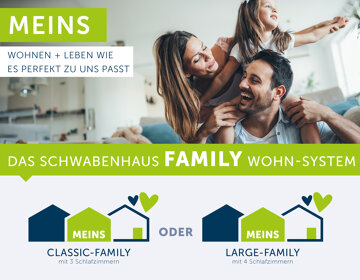 MEINS
WOHNEN + LEBEN WIE
ES PERFEKT ZU UNS PASST
DAS SCHWABENHAUS FAMILY WOHN-SYSTEM
MEINS
ODER
MEINS
CLASSIC-FAMILY
mit 3 Schlafzimmern
LARGE-FAMILY
mit 4 Schlafzimmern